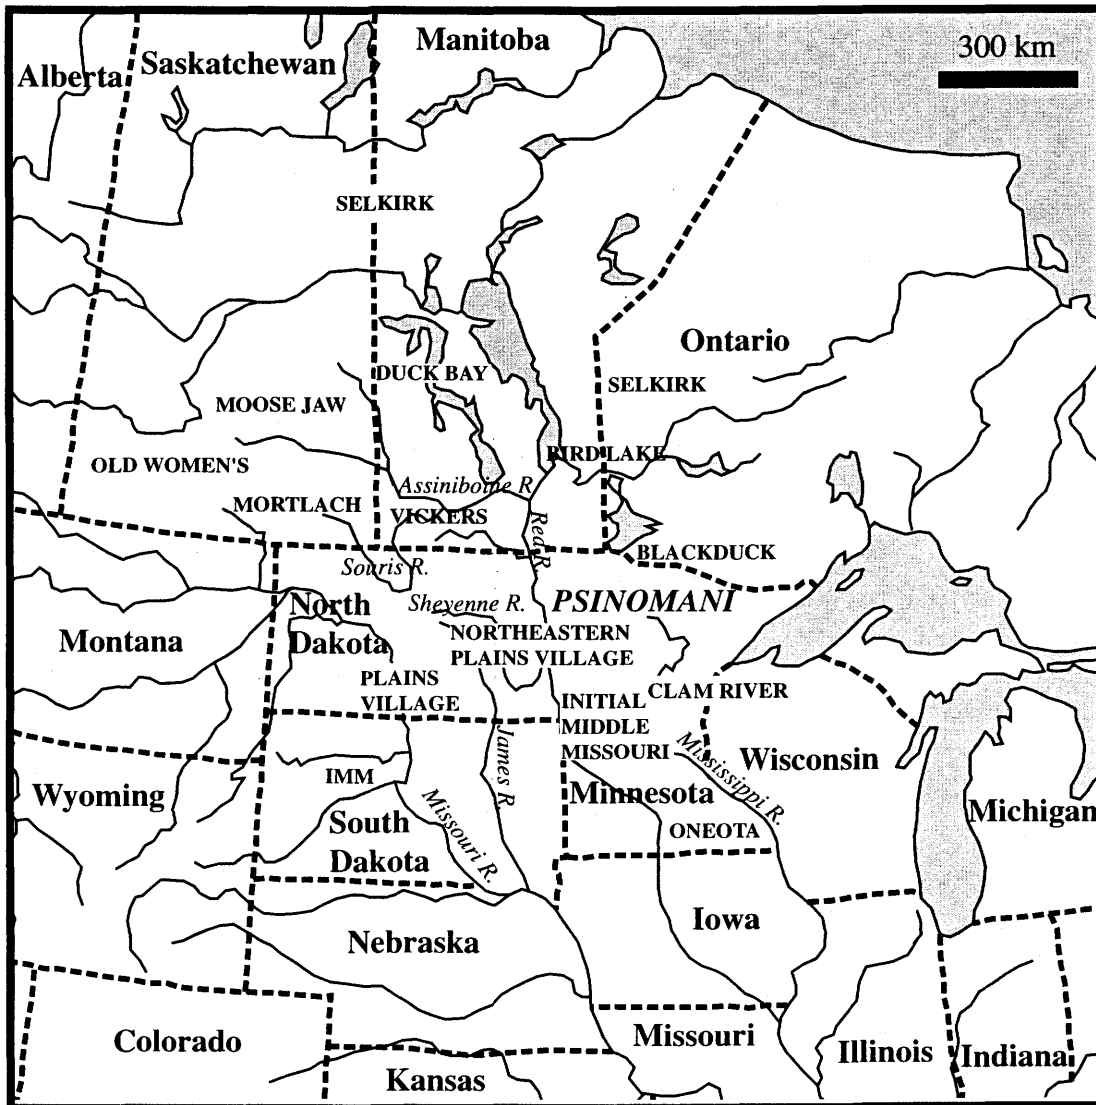 Manitoba
300 km
Saskatchewan
Alberta
SELKIRK
Ontario
DUCK BAY
SELKIRK
MOOSE JAW
BIRD LAKE
OLD WOMEN'S
Assiniboine R
MORTLACH
VICKERS
Red R.
BLACKDUCK
Souris R.
Sheyenne R.
PSINOMANI
North
Dakota
Montana
NORTHEASTERN
PLAINS VILLAGE
PLAINS
VILLAGE
CLAM RIVER
INITIAL
MIDDLE
MISSOURI
James R
Mississippi R.
Wisconsin
IMM
Wyoming
Minnesota
Michigan
Missouri R.
South
Dakota
ONEOTA
Iowa
Nebraska
Colorado
Missouri
Illinois
Indiana
Kansas